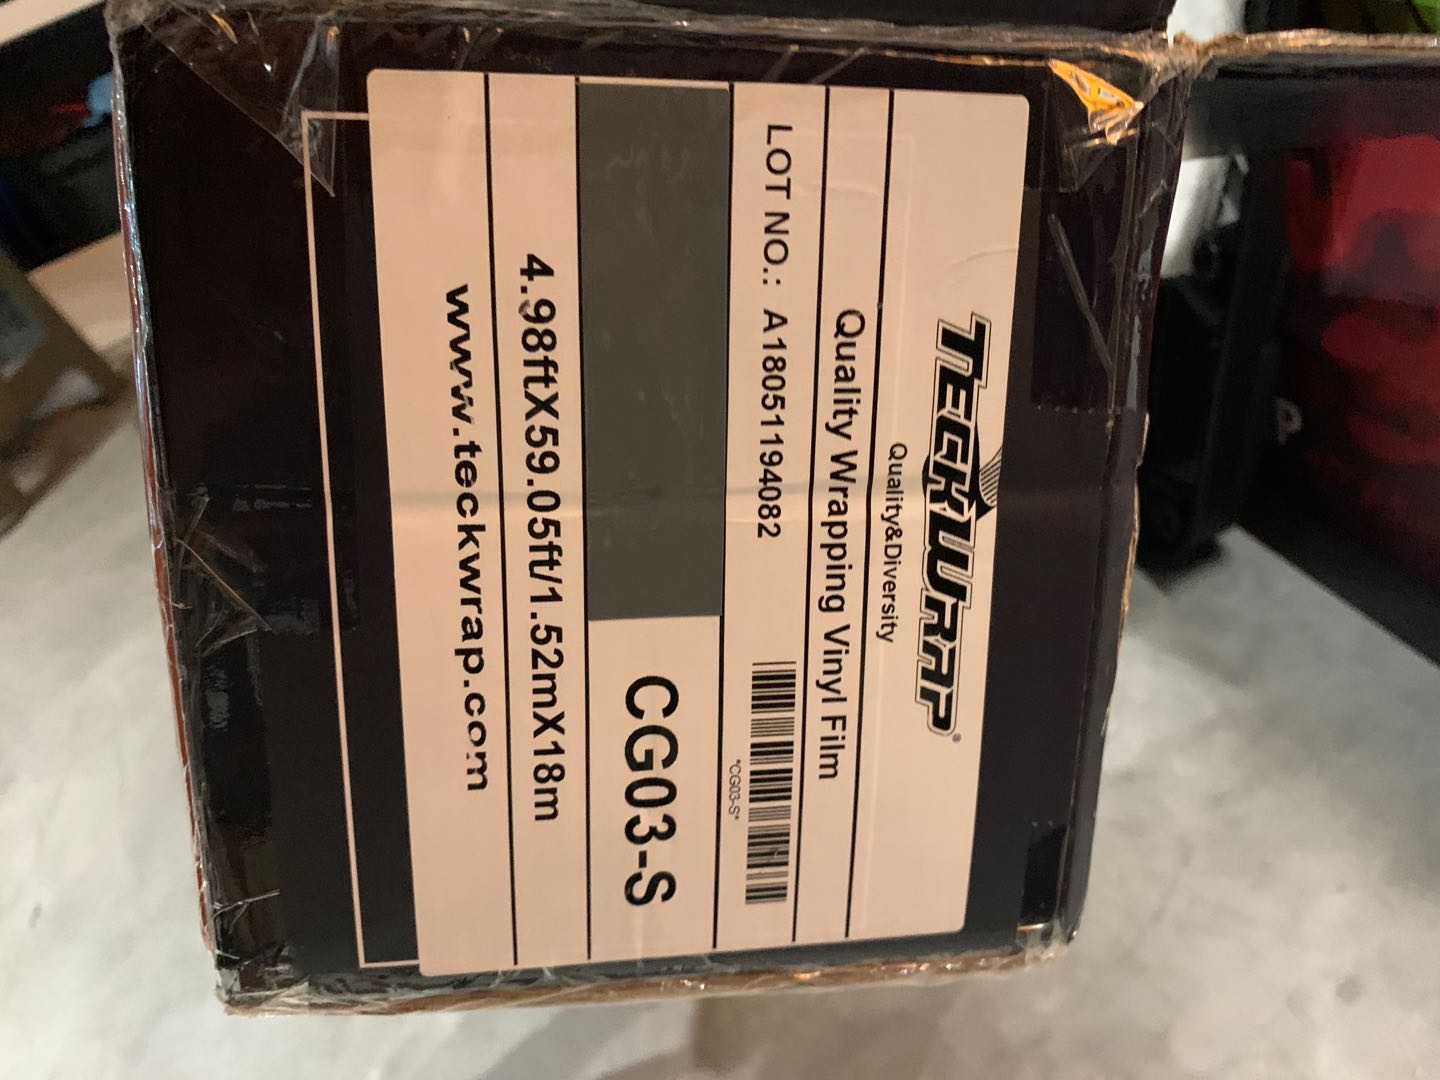 TECKWRAP®
Quality&Diversity
Quality Wrapping Vinyl Film
LOT NO.: A18051194082
*CG03-S*
CG03-S
4.98ftX59.05ft/1.52mX18m
www.teckwrap.com